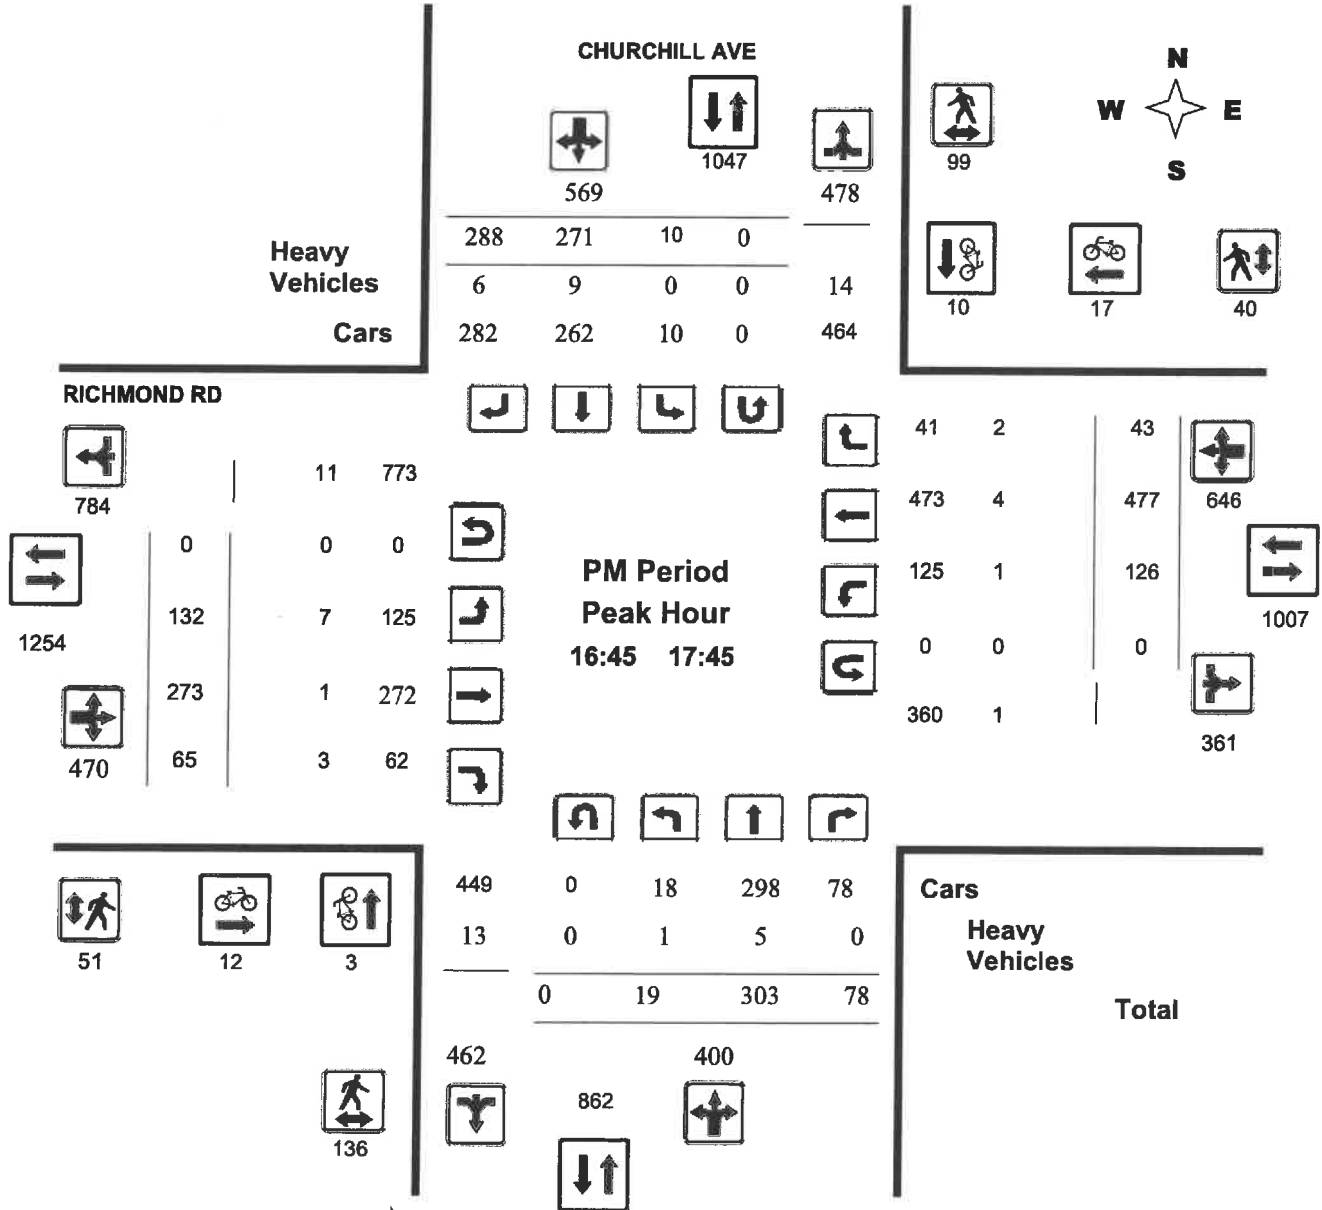 CHURCHILL AVE
N
W E
S
1047
99
569
478
288 271 10 0
Heavy
Vehicles
6 9 0 0 14
10 17 40
Cars
282 262 10 0 464
RICHMOND RD
41 2 43
11 773
784
473 4 477 646
0 0 0
PM Period
125 1 126
Peak Hour
132 7 125
1007
1254
16:45 17:45
0 0 0
273 1 272
360 1
361
65 3 62
470
449 0 18 298 78
Cars
13 0 1 5 0
Heavy
Vehicles
51 12 3
0 19 303 78
Total
462 400
862
136